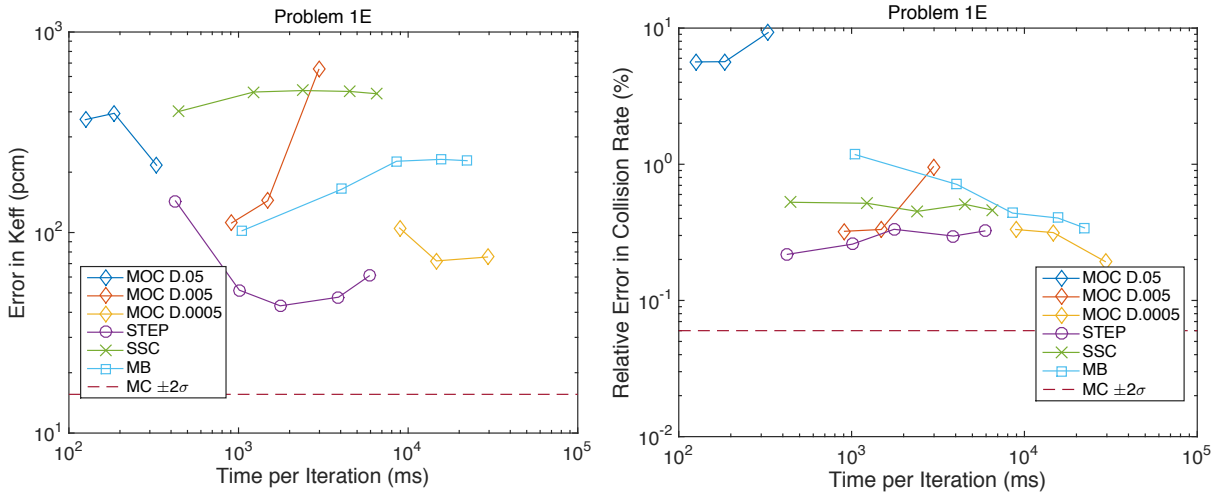 Problem 1E
10^3
10^2
10^1
Error in Keff (pcm)
MOC D.05
MOC D.005
MOC D.0005
STEP
SSC
MB
MC ±2σ
10^2 10^3 10^4 10^5
Time per Iteration (ms)
Problem 1E
10^1
10^0
10^-1
10^-2
Relative Error in Collision Rate (%)
MOC D.05
MOC D.005
MOC D.0005
STEP
SSC
MB
MC ±2σ
10^2 10^3 10^4 10^5
Time per Iteration (ms)